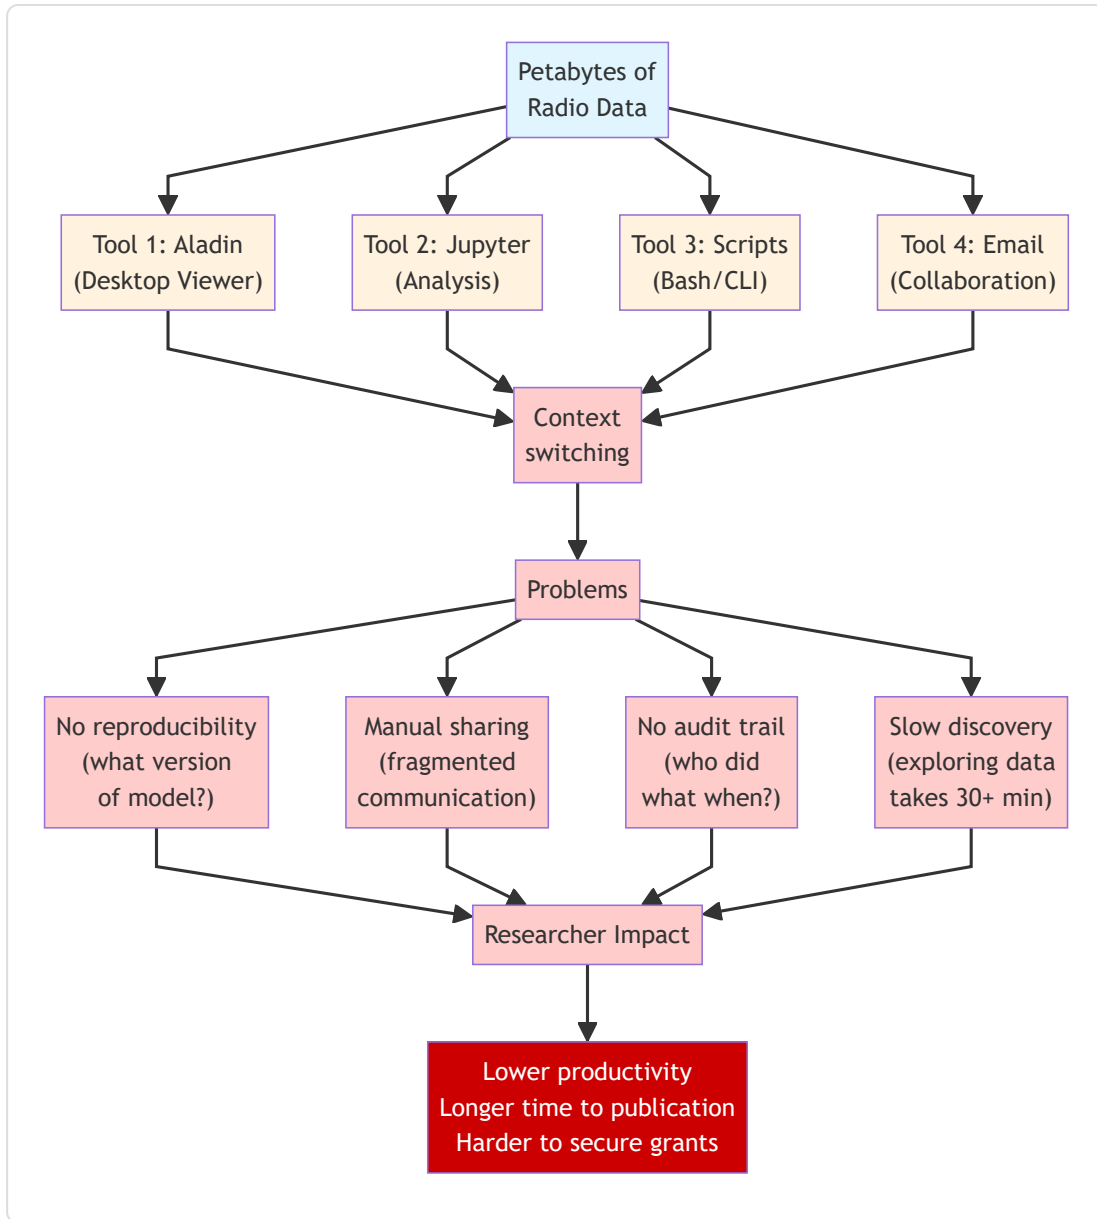 Petabytes of
Radio Data
Tool 1: Aladin
(Desktop Viewer)
Tool 2: Jupyter
(Analysis)
Tool 3: Scripts
(Bash/CLI)
Tool 4: Email
(Collaboration)
Context
switching
Problems
No reproducibility
(what version
of model?)
Manual sharing
(fragmented
communication)
No audit trail
(who did
what when?)
Slow discovery
(exploring data
takes 30+ min)
Researcher Impact
Lower productivity
Longer time to publication
Harder to secure grants